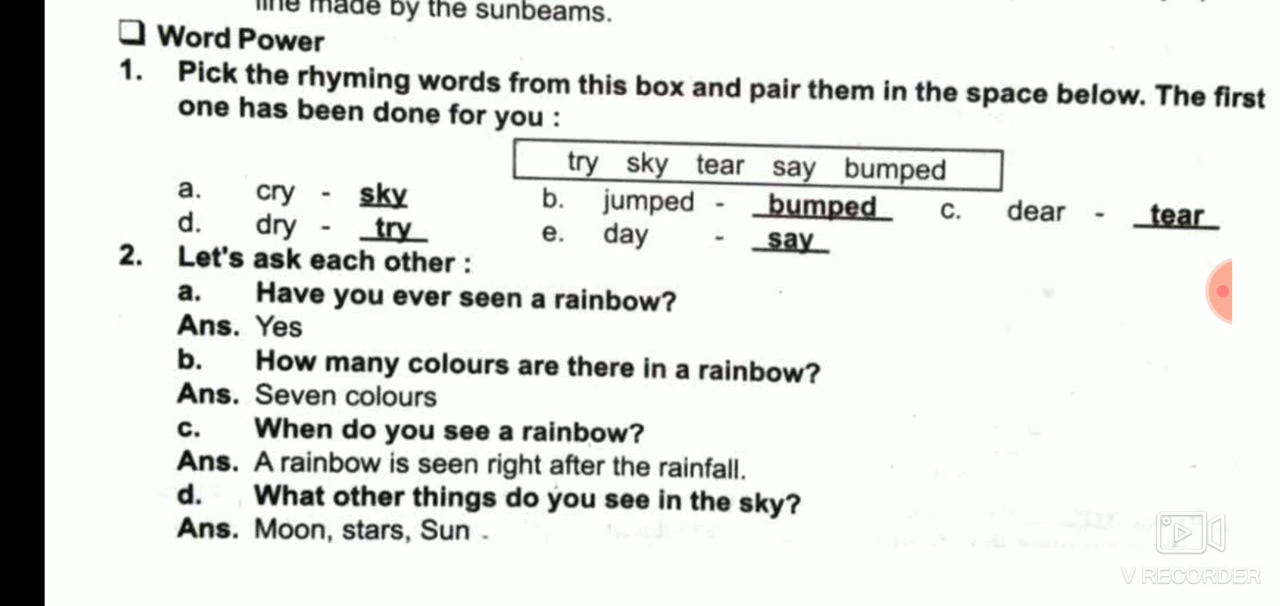 line made by the sunbeams.
❑ Word Power
1. Pick the rhyming words from this box and pair them in the space below. The first
one has been done for you :
try sky tear say bumped
a. cry - sky b. jumped - bumped c. dear - tear
d. dry - try e. day - say
2. Let's ask each other :
a. Have you ever seen a rainbow?
Ans. Yes
b. How many colours are there in a rainbow?
Ans. Seven colours
c. When do you see a rainbow?
Ans. A rainbow is seen right after the rainfall.
d. What other things do you see in the sky?
Ans. Moon, stars, Sun .
V RECORDER